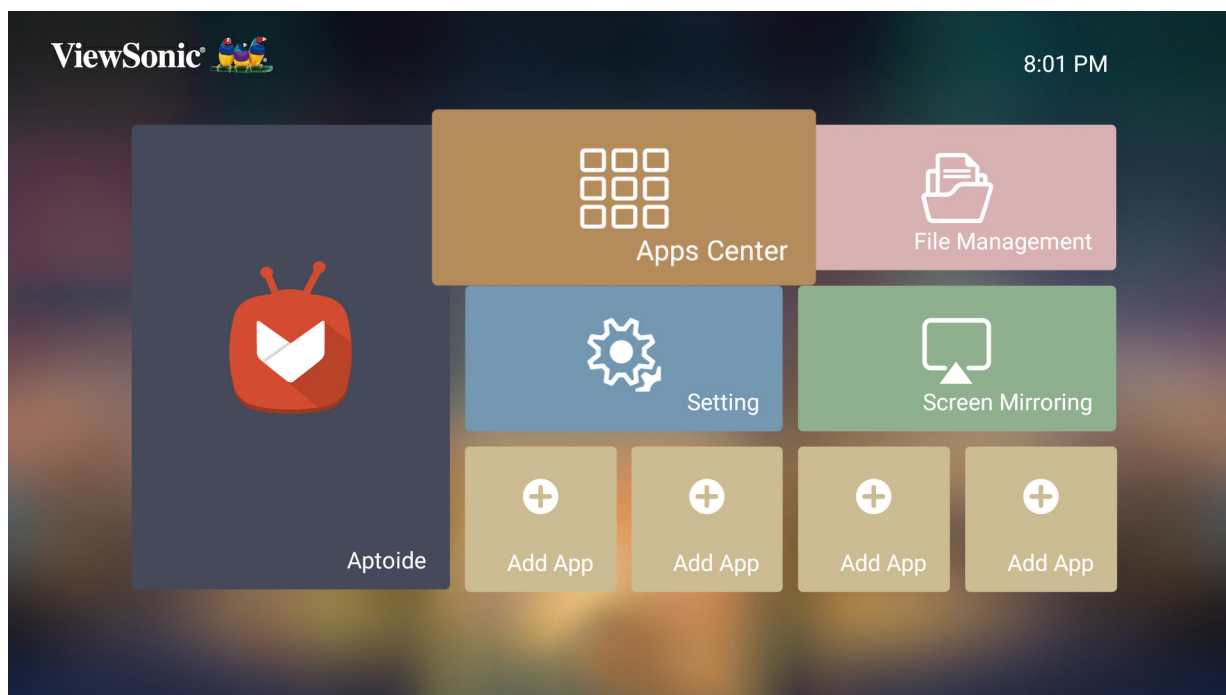 ViewSonic®
8:01 PM
Apps Center
File Management
Setting
Screen Mirroring
Aptoide
Add App
Add App
Add App
Add App